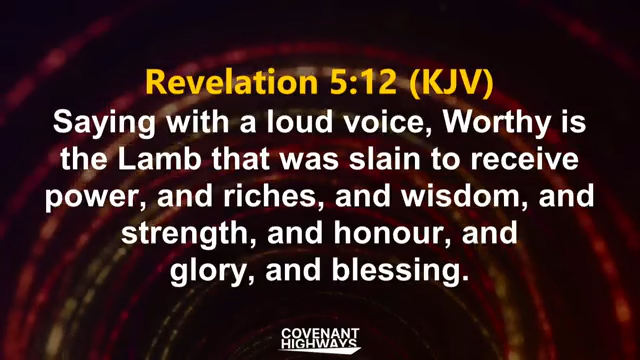 Revelation 5:12 (KJV)
Saying with a loud voice, Worthy is
the Lamb that was slain to receive
power, and riches, and wisdom, and
strength, and honour, and
glory, and blessing.
COVENANT
HIGHWAYS